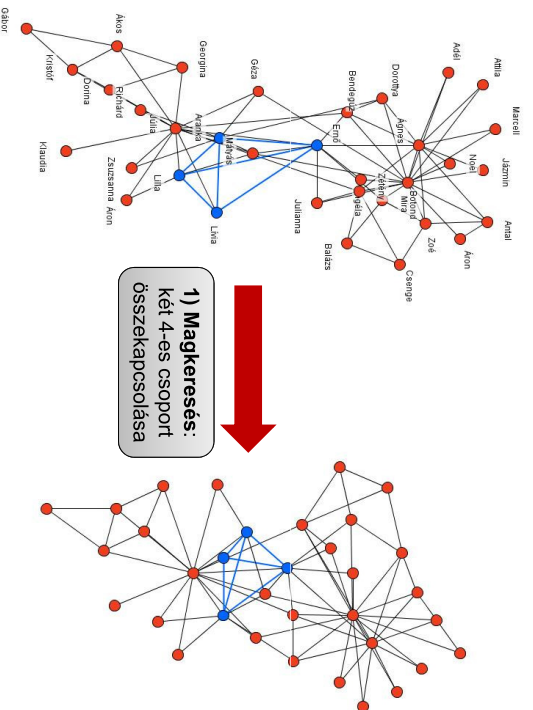 Marcell
Antal
Jázmin
Attila
Noel
Áron
Adél
Zoé
Botond
Csenge
Mira
Ágnes
Dorottya
Zétény
géla
Bendegúz
Ernő
Balázs
Julianna
Géza
Mátyás
Lívia
Georgina
Aranka
Lilla
Júlia
Ákos
Richárd
Zsuzsanna
Áron
Dorina
Klaudia
Kristóf
Gábor
1) Magkeresés:
két 4-es csoport
összekapcsolása